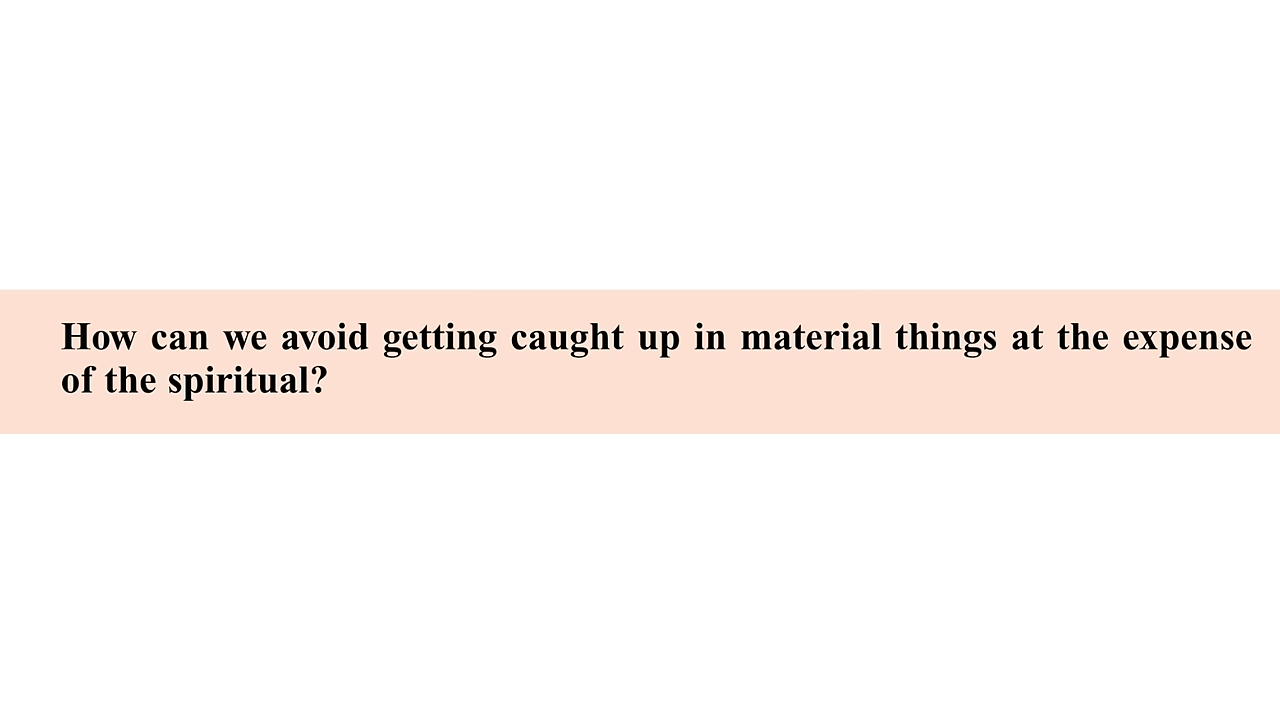 How can we avoid getting caught up in material things at the expense
of the spiritual?